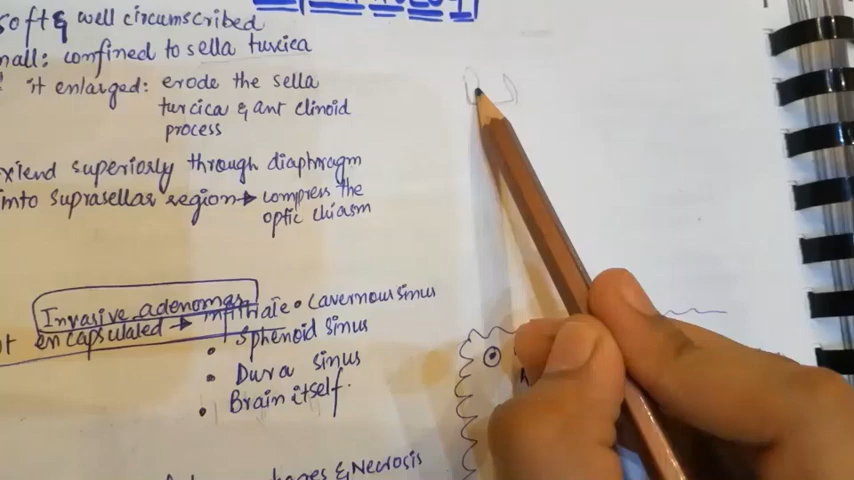 soft & well circumscribed
mall: confined to sella turcica
it enlarged: erode the sella
turcica & ant clinoid
process
xtend superiorly through diaphragm
into suprasellar region → compress the
optic chiasm
Invasive adenomas
encapsulated → infiltrate • Cavernous sinus
• Sphenoid sinus
• Dura sinus
• Brain itself.
& Necrosis